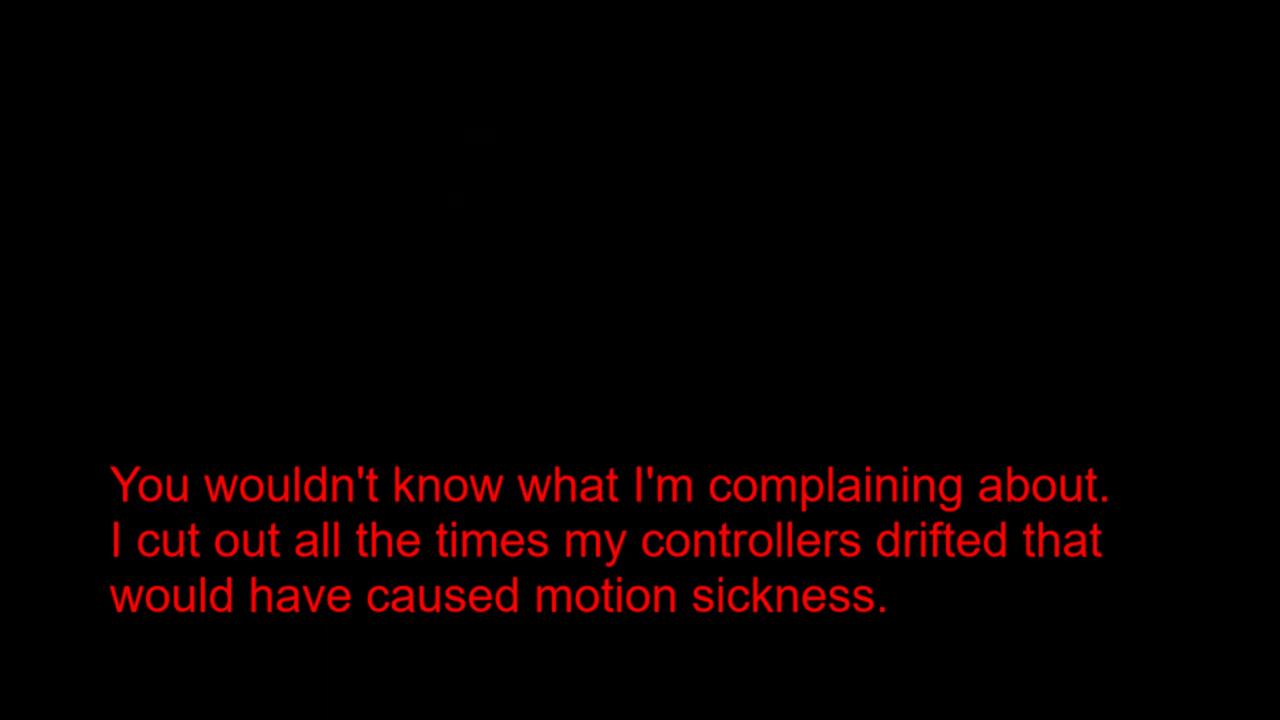 You wouldn't know what I'm complaining about.
I cut out all the times my controllers drifted that
would have caused motion sickness.